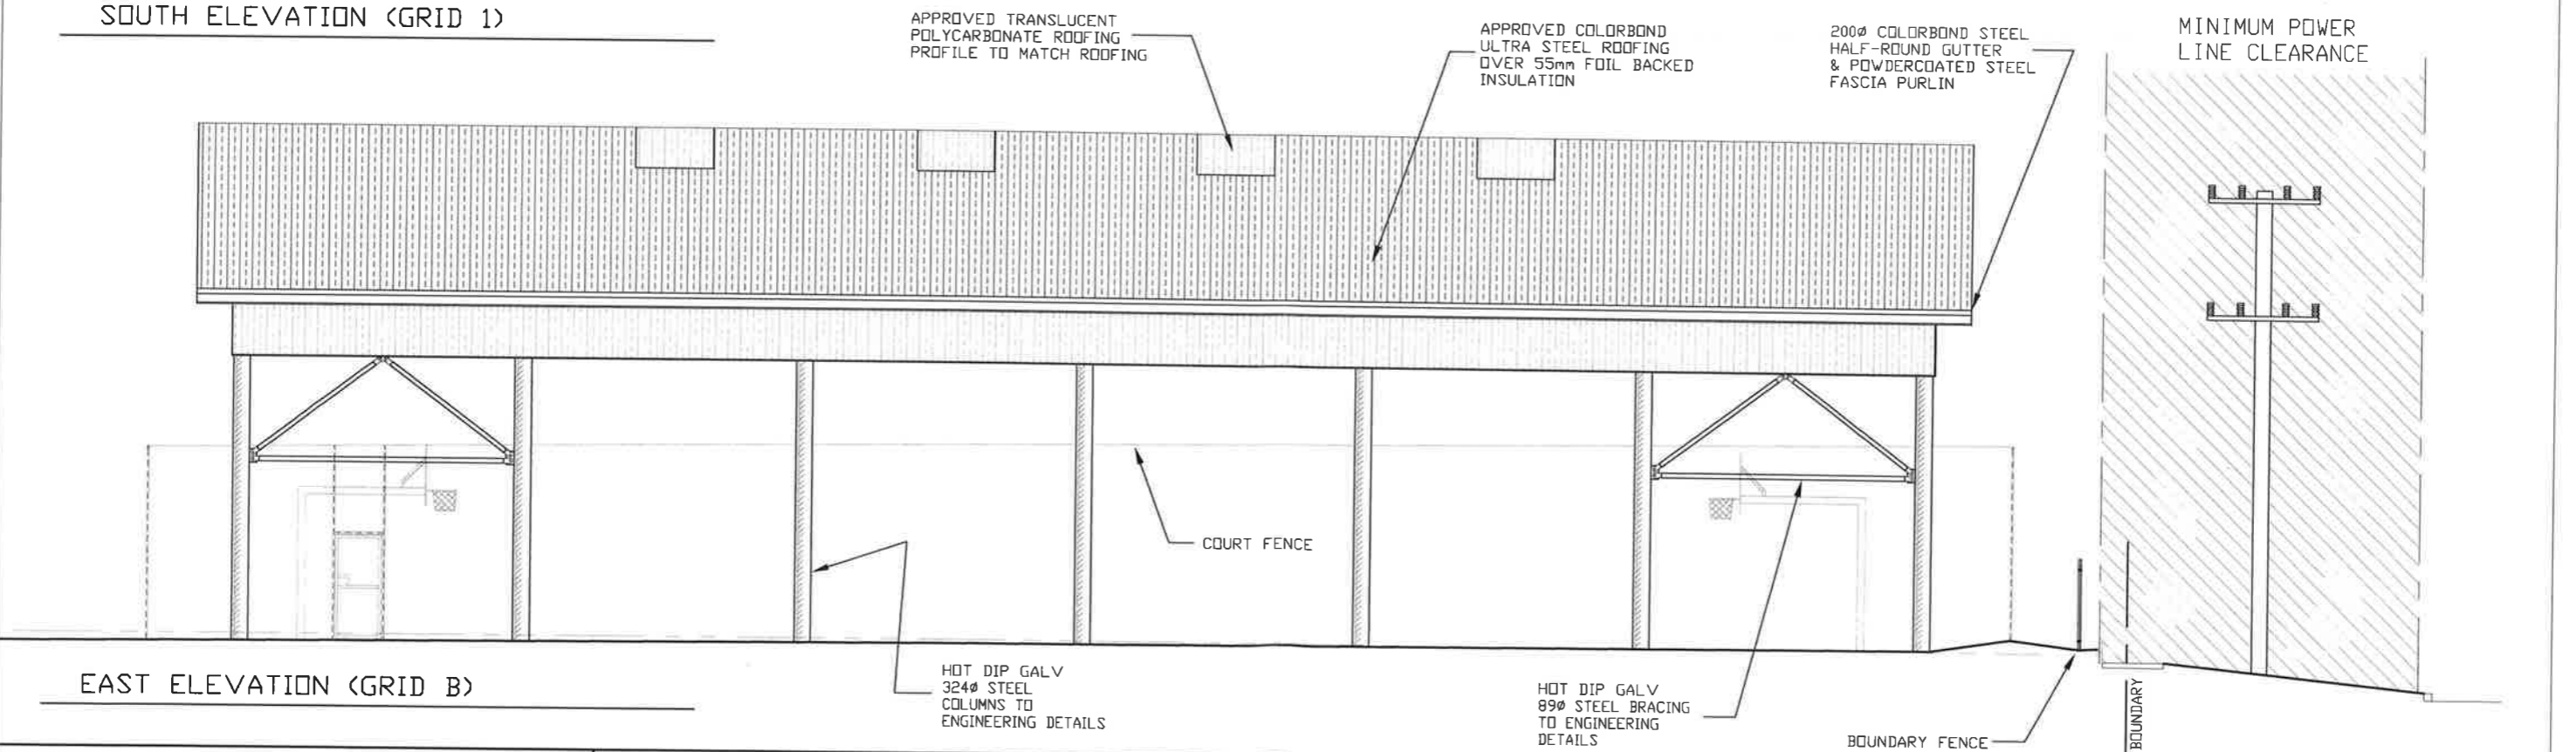 SOUTH ELEVATION (GRID 1)
APPROVED TRANSLUCENT
POLYCARBONATE ROOFING
PROFILE TO MATCH ROOFING
APPROVED COLORBOND
ULTRA STEEL ROOFING
OVER 55mm FOIL BACKED
INSULATION
200ø COLORBOND STEEL
HALF-ROUND GUTTER
& POWDERCOATED STEEL
FASCIA PURLIN
MINIMUM POWER
LINE CLEARANCE
COURT FENCE
EAST ELEVATION (GRID B)
HOT DIP GALV
324ø STEEL
COLUMNS TO
ENGINEERING DETAILS
HOT DIP GALV
89ø STEEL BRACING
TO ENGINEERING
DETAILS
BOUNDARY FENCE
BOUNDARY